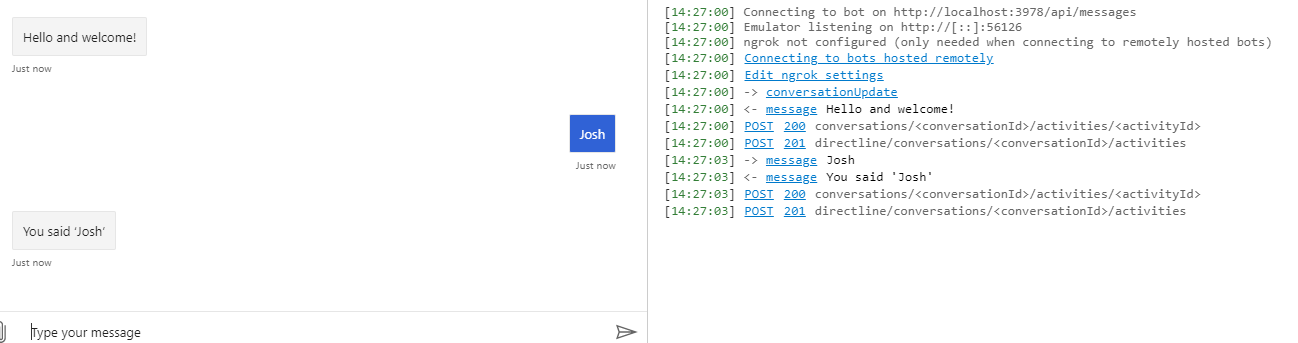 Hello and welcome!
Just now
Josh
Just now
You said 'Josh'
Just now
Type your message
[14:27:00] Connecting to bot on http://localhost:3978/api/messages
[14:27:00] Emulator listening on http://[::]:56126
[14:27:00] ngrok not configured (only needed when connecting to remotely hosted bots)
[14:27:00] Connecting to bots hosted remotely
[14:27:00] Edit ngrok settings
[14:27:00] -> conversationUpdate
[14:27:00] <- message Hello and welcome!
[14:27:00] POST 200 conversations/<conversationId>/activities/<activityId>
[14:27:00] POST 201 directline/conversations/<conversationId>/activities
[14:27:03] -> message Josh
[14:27:03] <- message You said 'Josh'
[14:27:03] POST 200 conversations/<conversationId>/activities/<activityId>
[14:27:03] POST 201 directline/conversations/<conversationId>/activities